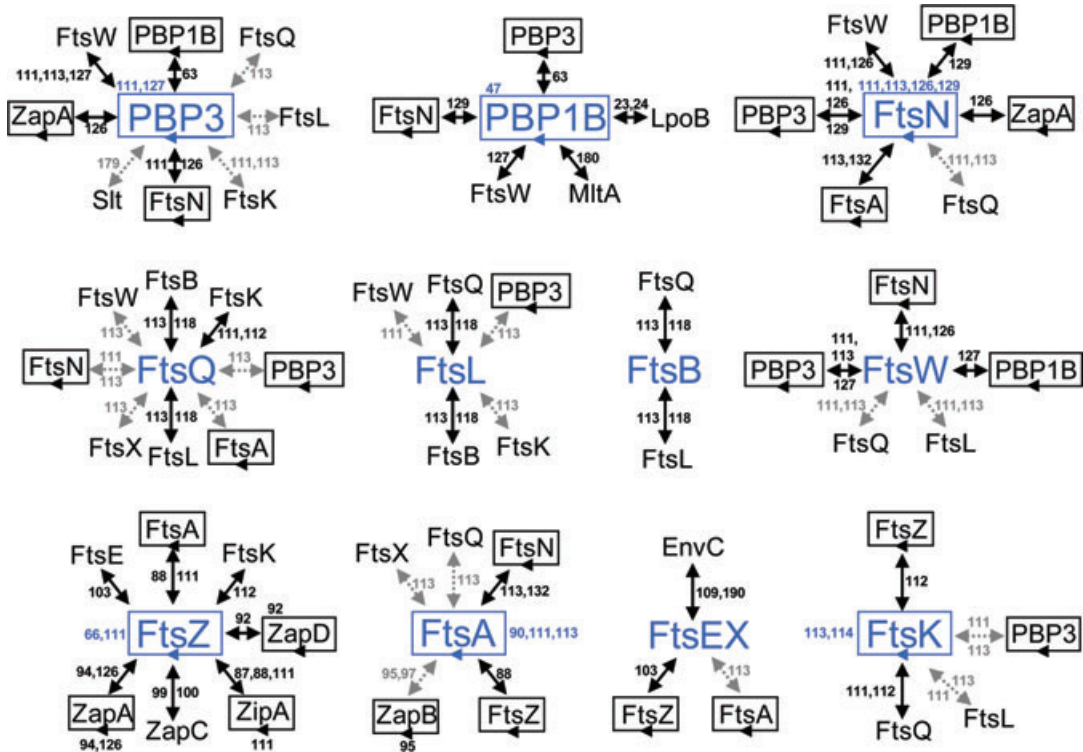 FtsW PBP1B FtsQ
111,113,127 63 113
111,127
ZapA 126 PBP3 113 FtsL
179 111 126 111,113
Slt FtsN FtsK
PBP3
63
47
FtsN 129 PBP1B 23,24 LpoB
127 180
FtsW MltA
FtsW PBP1B
111,126 129
111,113,126,129
PBP3 111, 126 129 FtsN 126 ZapA
113,132 111,113
FtsA FtsQ
FtsB
FtsW FtsK
113 113 118 111,112
FtsN 111 113 FtsQ 113 PBP3
113 113 118 113
FtsX FtsL FtsA
FtsW FtsQ PBP3
111 113 118 113
FtsL
113 118 113
FtsB FtsK
FtsQ
113 118
FtsB
113 118
FtsL
FtsN
111,126
PBP3 111, 113 127 FtsW 127 PBP1B
111,113 111,113
FtsQ FtsL
FtsA
FtsE FtsK
103 88 111 112
66,111 FtsZ 92 ZapD 92
94,126 99 100 87,88,111
ZapA ZapC ZipA
94,126 111
FtsX FtsQ FtsN
113 113 113,132
FtsA 90,111,113
95,97 88
ZapB FtsZ
95
EnvC
109,190
FtsEX
103 113
FtsZ FtsA
FtsZ
112
113,114 FtsK 111 113 PBP3
111,112 111 113
FtsQ FtsL